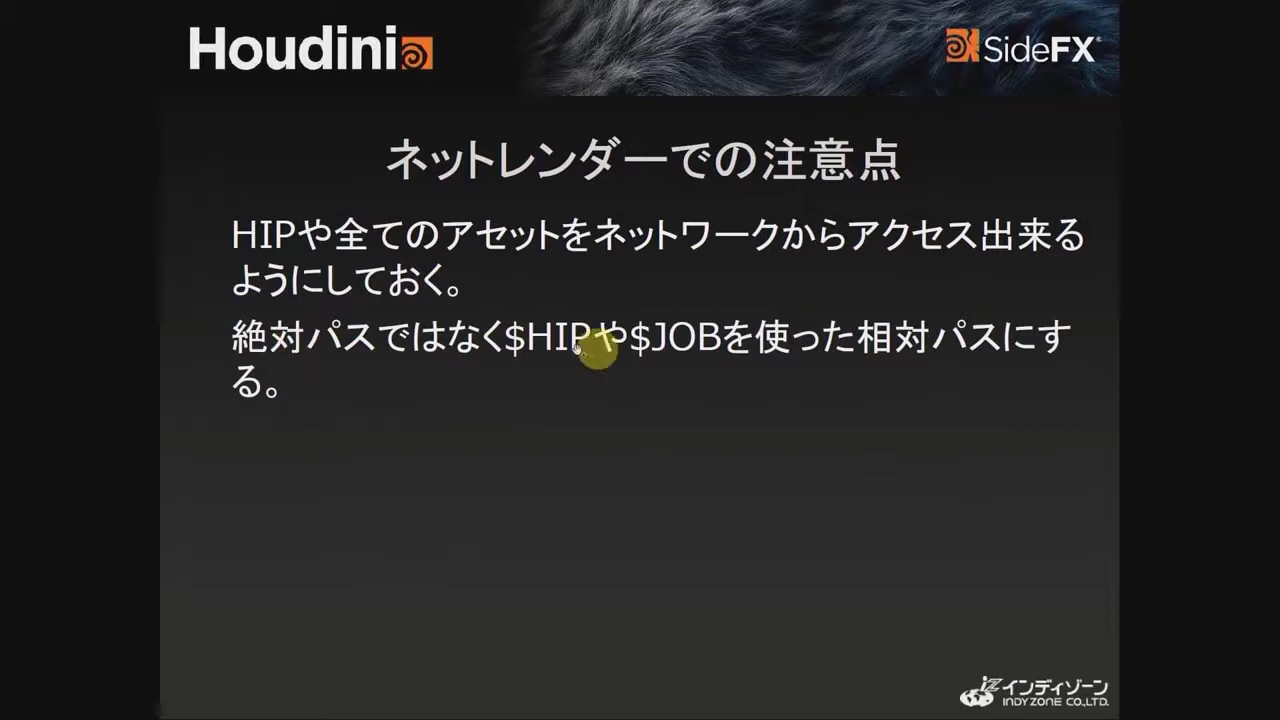 Houdini
SideFX
ネットレンダーでの注意点
HIPや全てのアセットをネットワークからアクセス出来る
ようにしておく。
絶対パスではなく$HIPや$JOBを使った相対パスにす
る。
インディゾーン
INDYZONE CO.,LTD.